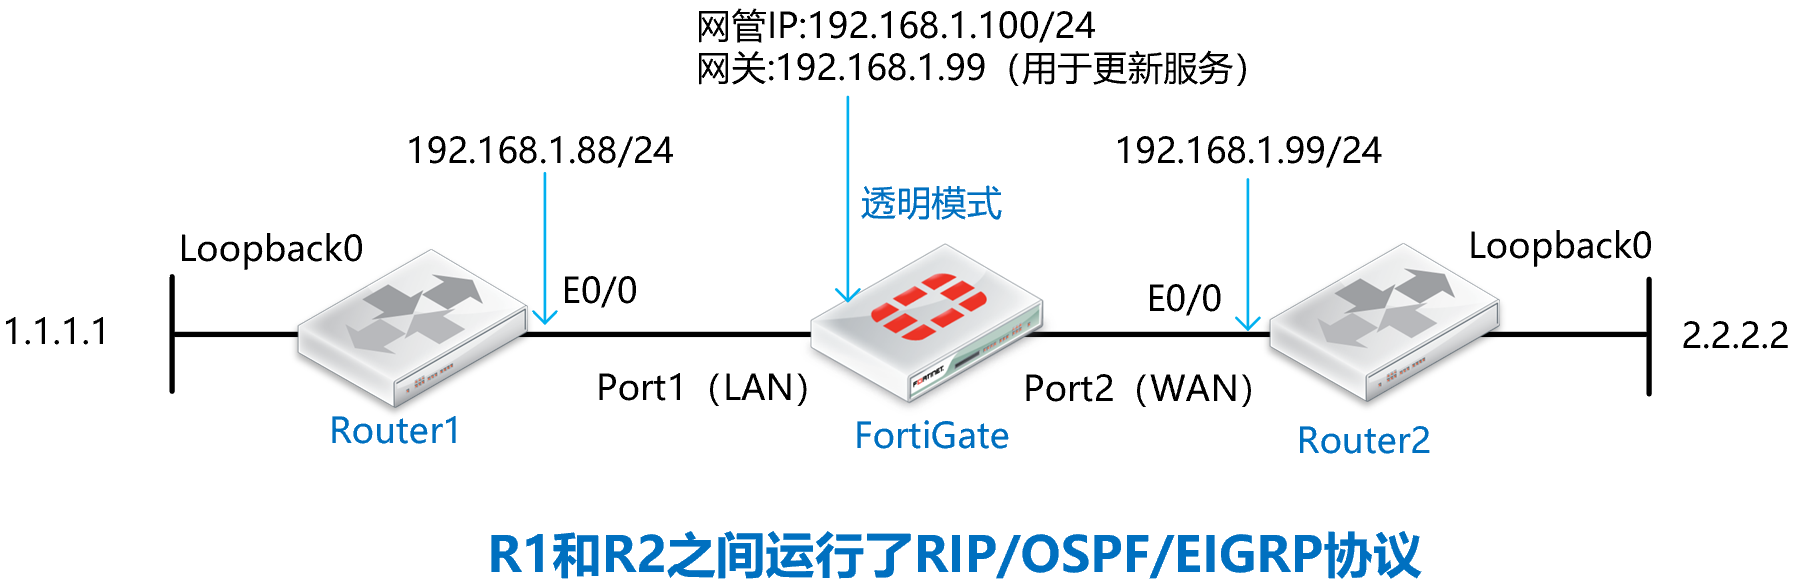 网管IP:192.168.1.100/24
网关:192.168.1.99（用于更新服务）
192.168.1.88/24
192.168.1.99/24
透明模式
Loopback0
Loopback0
E0/0
E0/0
1.1.1.1
2.2.2.2
FORTINET
Port1（LAN）
Port2（WAN）
Router1
FortiGate
Router2
R1和R2之间运行了RIP/OSPF/EIGRP协议